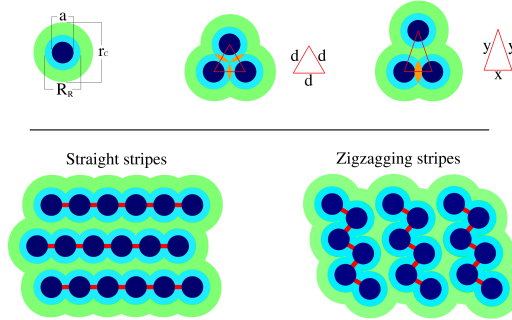 a
r_C
R_R
d d
d
y y
x
Straight stripes
Zigzagging stripes